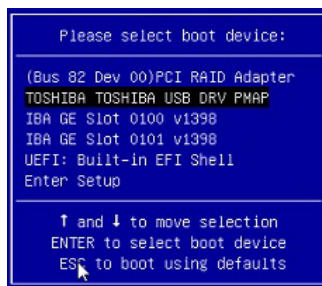 Please select boot device:
(Bus 82 Dev 00)PCI RAID Adapter
TOSHIBA TOSHIBA USB DRV PMAP
IBA GE Slot 0100 v1398
IBA GE Slot 0101 v1398
UEFI: Built-in EFI Shell
Enter Setup
↑ and ↓ to move selection
ENTER to select boot device
ESC to boot using defaults